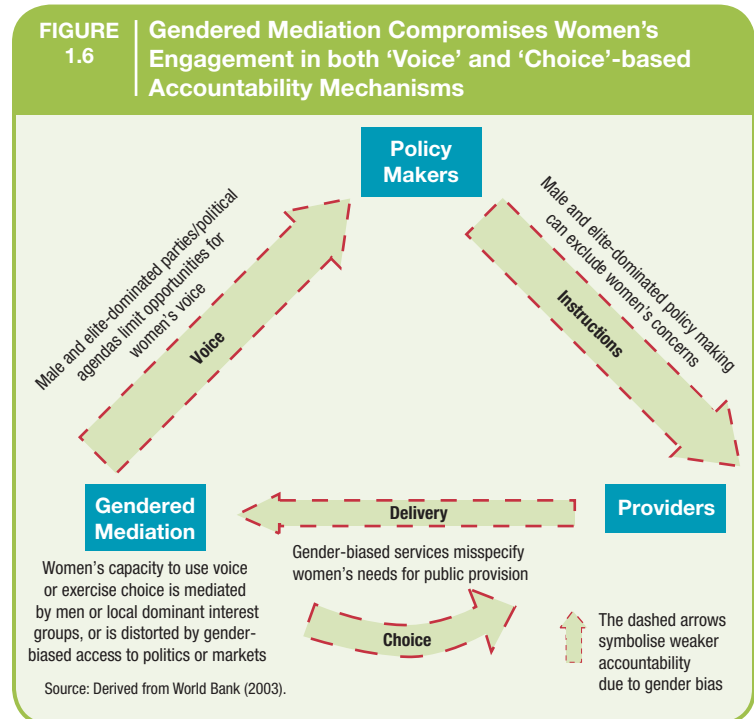 FIGURE
1.6
Gendered Mediation Compromises Women's
Engagement in both 'Voice' and 'Choice'-based
Accountability Mechanisms
Policy
Makers
Male and elite-dominated parties/political
agendas limit opportunities for
women's voice
Voice
Male and elite-dominated policy making
can exclude women's concerns
Instructions
Gendered
Mediation
Delivery
Providers
Women's capacity to use voice
or exercise choice is mediated
by men or local dominant interest
groups, or is distorted by gender-
biased access to politics or markets
Gender-biased services misspecify
women's needs for public provision
Choice
The dashed arrows
symbolise weaker
accountability
due to gender bias
Source: Derived from World Bank (2003).